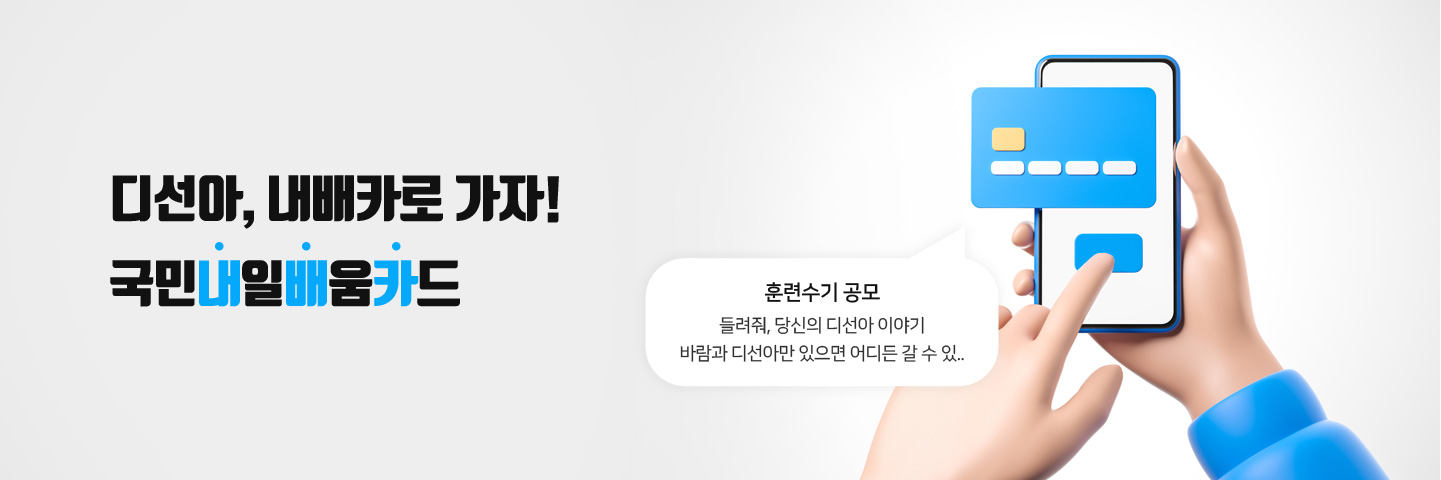 디선아, 내배카로 가자!
국민내일배움카드
훈련수기 공모
들려줘, 당신의 디선아 이야기
바람과 디선아만 있으면 어디든 갈 수 있..